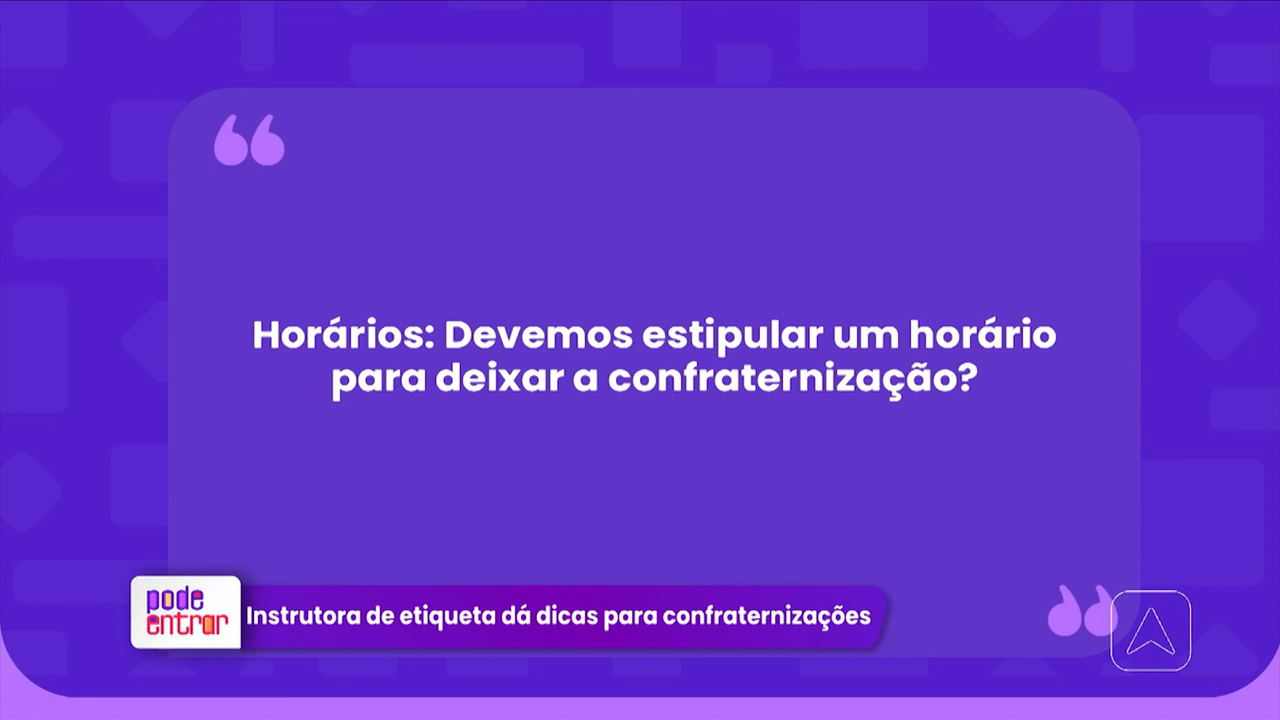 Horários: Devemos estipular um horário
para deixar a confraternização?
pode
entrar
Instrutora de etiqueta dá dicas para confraternizações